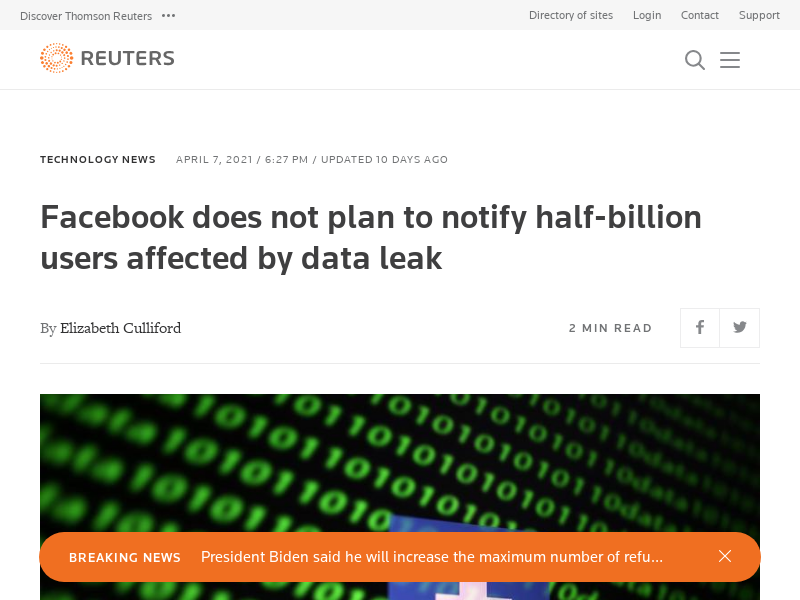 Discover Thomson Reuters
Directory of sites Login Contact Support
REUTERS
TECHNOLOGY NEWS APRIL 7, 2021 / 6:27 PM / UPDATED 10 DAYS AGO
Facebook does not plan to notify half-billion
users affected by data leak
By Elizabeth Culliford
2 MIN READ
BREAKING NEWS President Biden said he will increase the maximum number of refu...